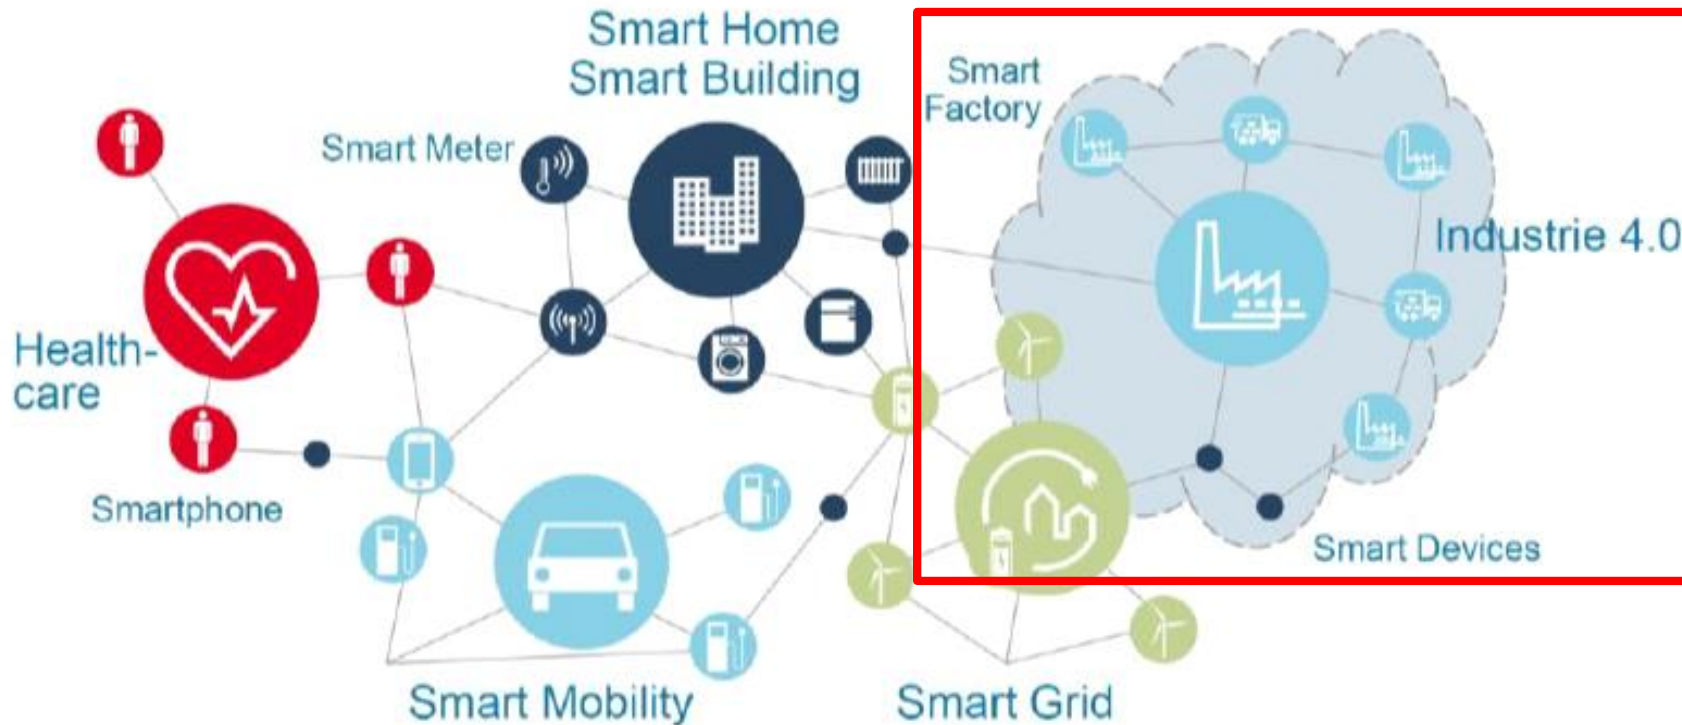 Smart Home
Smart Building
Smart
Factory
Smart Meter
Industrie 4.0
Health-
care
Smartphone
Smart Devices
Smart Mobility
Smart Grid